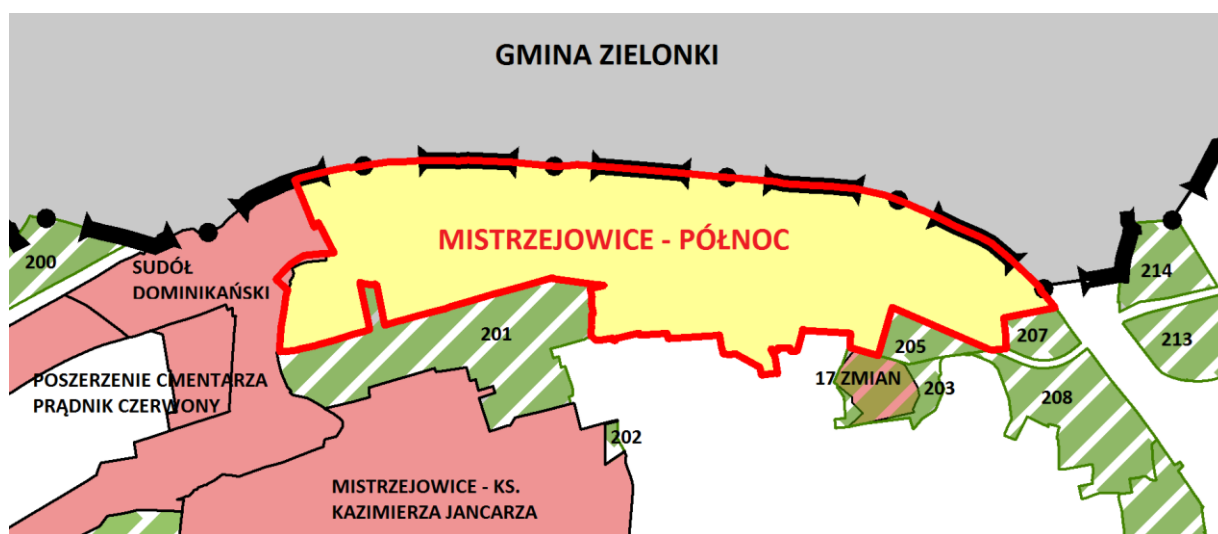 GMINA ZIELONKI
MISTRZEJOWICE - PÓŁNOC
200
SUDÓŁ
DOMINIKAŃSKI
214
213
201
205
207
POSZERZENIE CMENTARZA
PRĄDNIK CZERWONY
17 ZMIAN
203
208
202
MISTRZEJOWICE - KS.
KAZIMIERZA JANCARZA